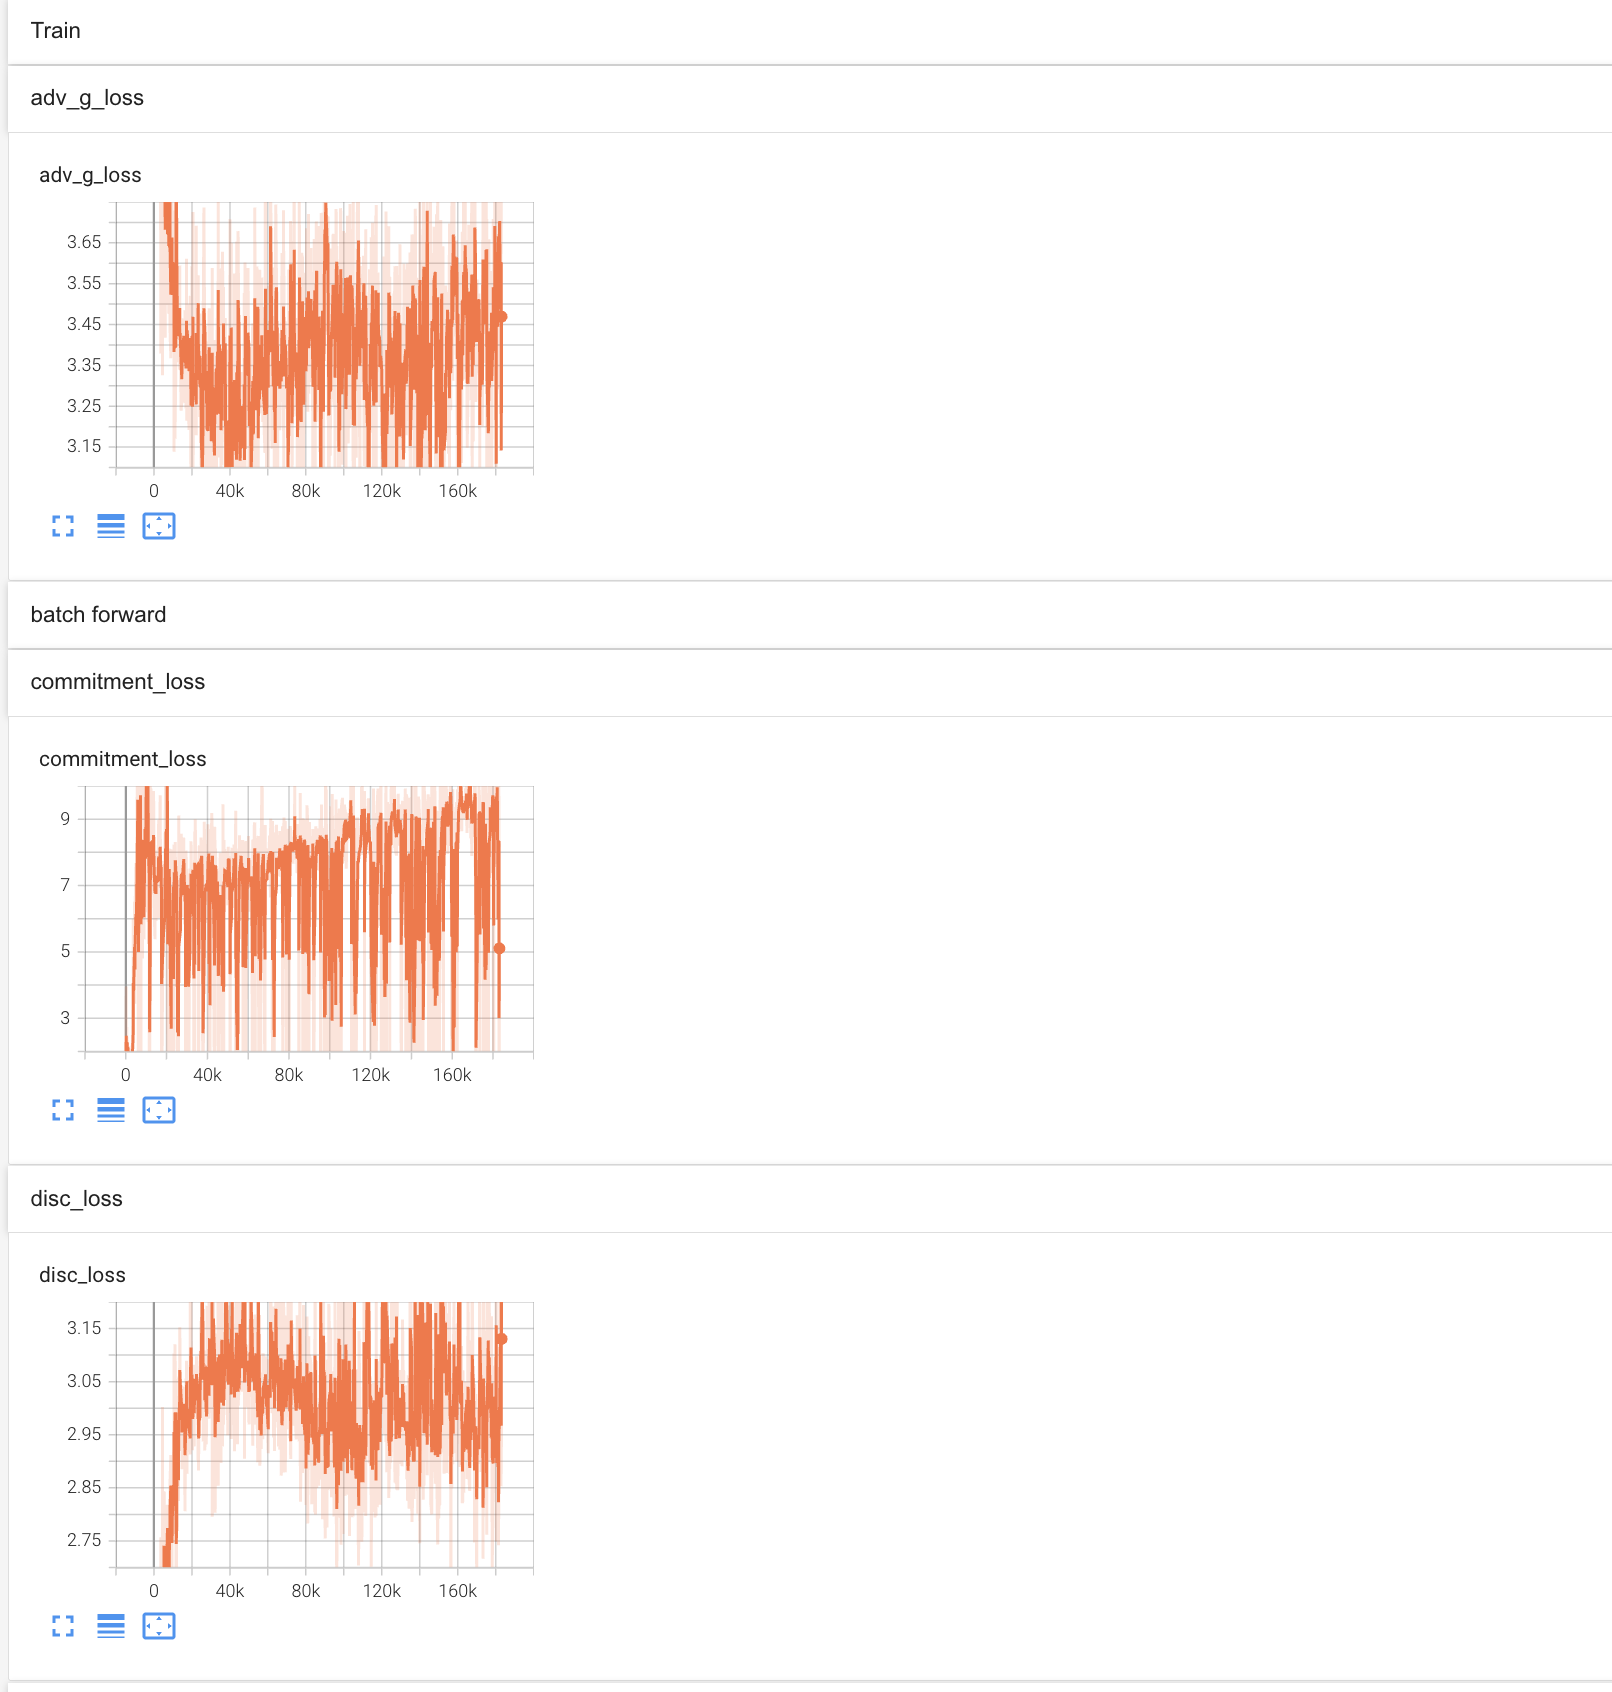 Train
adv_g_loss
adv_g_loss
3.65
3.55
3.45
3.35
3.25
3.15
0 40k 80k 120k 160k
batch forward
commitment_loss
commitment_loss
9
7
5
3
0 40k 80k 120k 160k
disc_loss
disc_loss
3.15
3.05
2.95
2.85
2.75
0 40k 80k 120k 160k